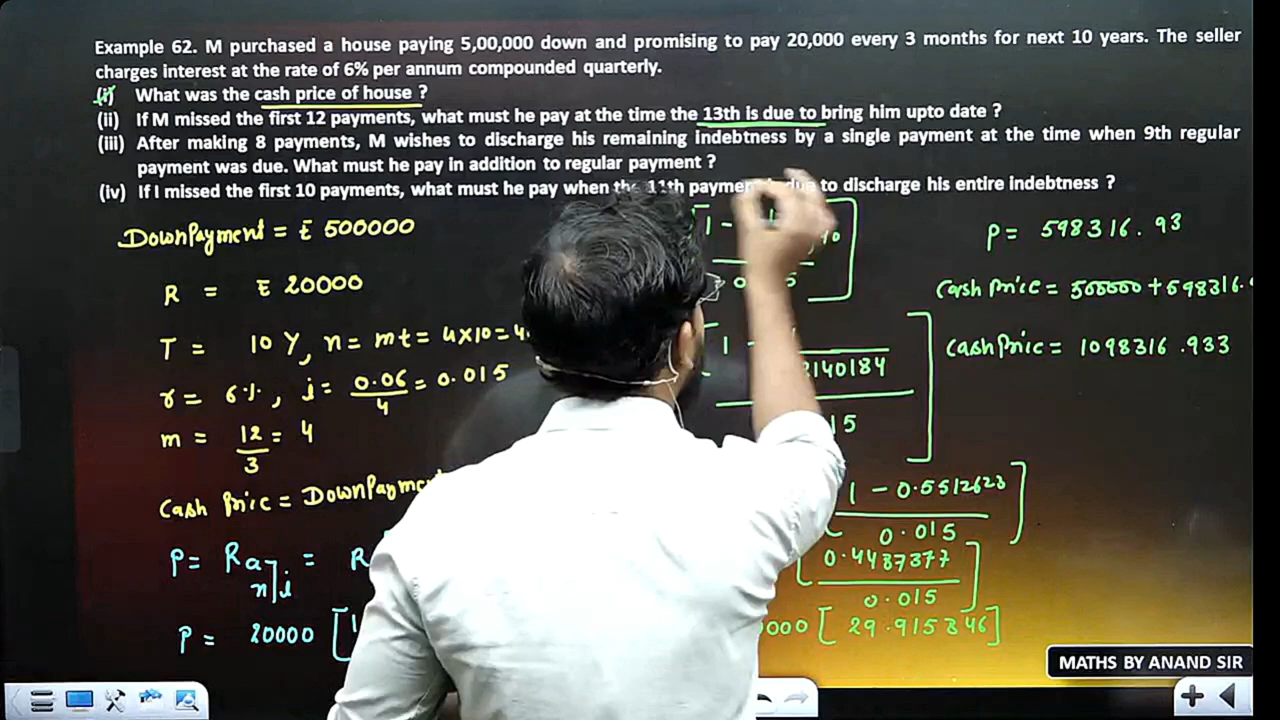 Example 62. M purchased a house paying 5,00,000 down and promising to pay 20,000 every 3 months for next 10 years. The seller
charges interest at the rate of 6% per annum compounded quarterly.
(i) What was the cash price of house ?
(ii) If M missed the first 12 payments, what must he pay at the time the 13th is due to bring him upto date ?
(iii) After making 8 payments, M wishes to discharge his remaining indebtness by a single payment at the time when 9th regular
payment was due. What must he pay in addition to regular payment ?
(iv) If I missed the first 10 payments, what must he pay when the 11th payment is due to discharge his entire indebtness ?
DownPayment = ₹ 500000
R = ₹ 20000
T = 10 Y, n = mt = 4x10 =
r = 6%, i = 0.06/4 = 0.015
m = 12/3 = 4
Cash Price = DownPayment
P = Ra n|i = R
P = 20000 [1
[1 -
0
[1 -
3140184
15
1 - 0.5512623
0.015
0.4487377
0.015
[29.915846]
P = 598316.93
Cash Price = 500000 + 598316.
Cash Price = 1098316.933
MATHS BY ANAND SIR